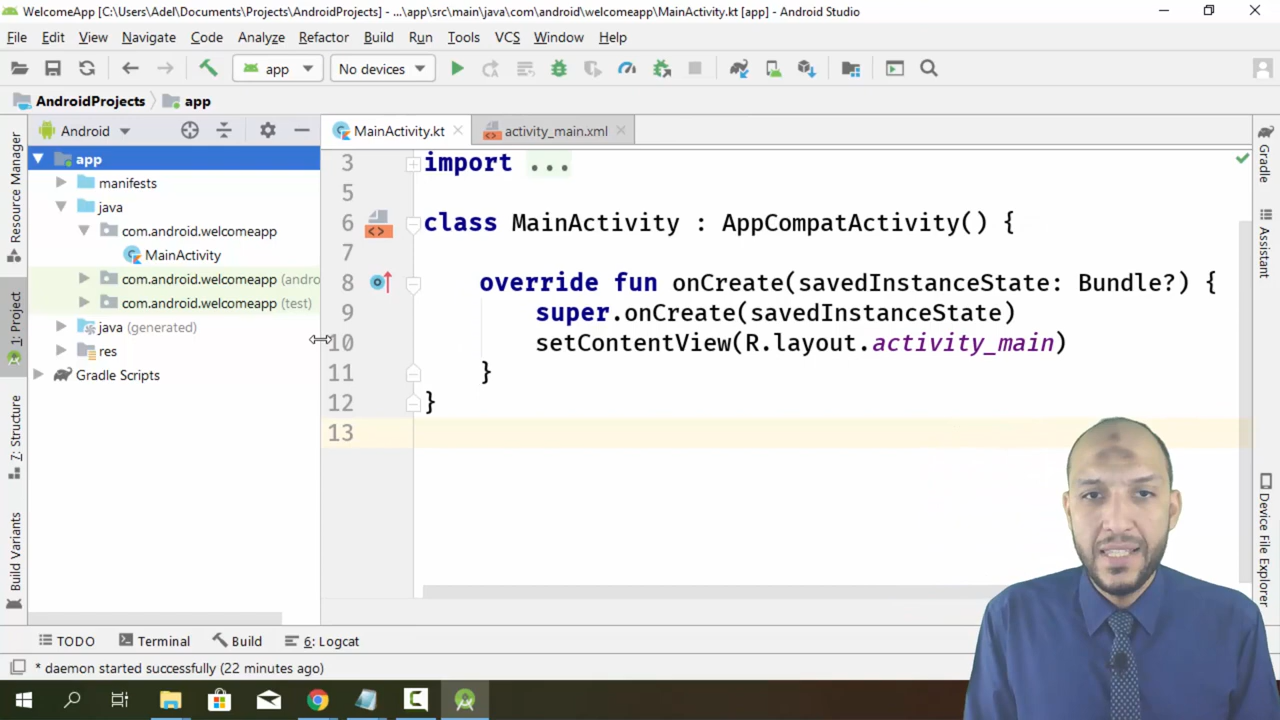 WelcomeApp [C:\Users\Adel\Documents\Projects\AndroidProjects] - ...\app\src\main\java\com\android\welcomeapp\MainActivity.kt [app] - Android Studio
File Edit View Navigate Code Analyze Refactor Build Run Tools VCS Window Help
app No devices
AndroidProjects app
Android MainActivity.kt activity_main.xml
Resource Manager
1: Project
Z: Structure
Build Variants
app
manifests
java
com.android.welcomeapp
MainActivity
com.android.welcomeapp (andro
com.android.welcomeapp (test)
java (generated)
res
Gradle Scripts
3 import ...
5
6 class MainActivity : AppCompatActivity() {
7
8 override fun onCreate(savedInstanceState: Bundle?) {
9 super.onCreate(savedInstanceState)
10 setContentView(R.layout.activity_main)
11 }
12 }
13
Gradle
Assistant
Device File Explorer
TODO Terminal Build 6: Logcat
* daemon started successfully (22 minutes ago)